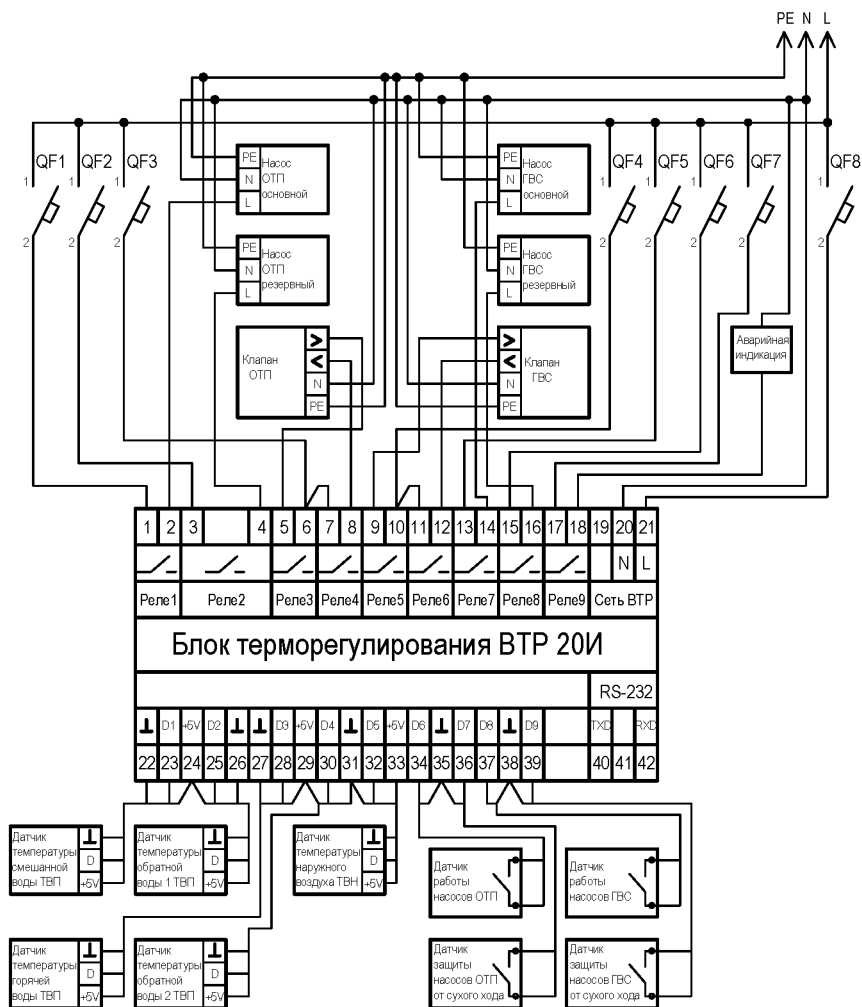 PE N L
QF1 QF2 QF3 QF4 QF5 QF6 QF7 QF8
1 1 1 1 1 1 1 1
2 2 2 2 2 2 2 2
PE
N
L
Насос
ОТП
основной
PE
N
L
Насос
ГВС
основной
PE
N
L
Насос
ОТП
резервный
PE
N
L
Насос
ГВС
резервный
Клапан
ОТП
>
<
N
PE
>
<
N
PE
Клапан
ГВС
Аварийная
индикация
1 2 3 4 5 6 7 8 9 10 11 12 13 14 15 16 17 18 19 20 21
N L
Реле1 Реле2 Реле3 Реле4 Реле5 Реле6 Реле7 Реле8 Реле9 Сеть ВТР
Блок терморегулирования ВТР 20И
RS-232
⊥ D1 +5V D2 ⊥ ⊥ D3 +5V D4 ⊥ D5 +5V D6 ⊥ D7 D8 ⊥ D9 TXD RXD
22 23 24 25 26 27 28 29 30 31 32 33 34 35 36 37 38 39 40 41 42
Датчик
температуры
смешанной
воды ТВП
⊥
D
+5V
Датчик
температуры
обратной
воды 1 ТВП
⊥
D
+5V
Датчик
температуры
наружного
воздуха ТВН
⊥
D
+5V
Датчик
работы
насосов ОТП
Датчик
работы
насосов ГВС
Датчик
температуры
горячей
воды ТВП
⊥
D
+5V
Датчик
температуры
обратной
воды 2 ТВП
⊥
D
+5V
Датчик
защиты
насосов ОТП
от сухого хода
Датчик
защиты
насосов ГВС
от сухого хода